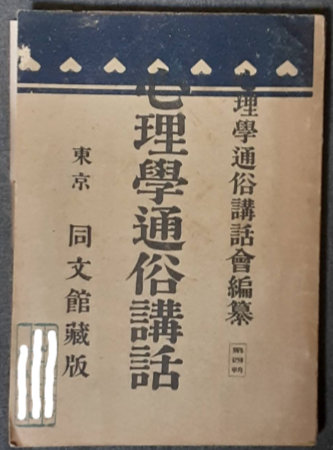 心理學通俗講話會編纂
第四輯
心理學通俗講話
東京
同文館藏版